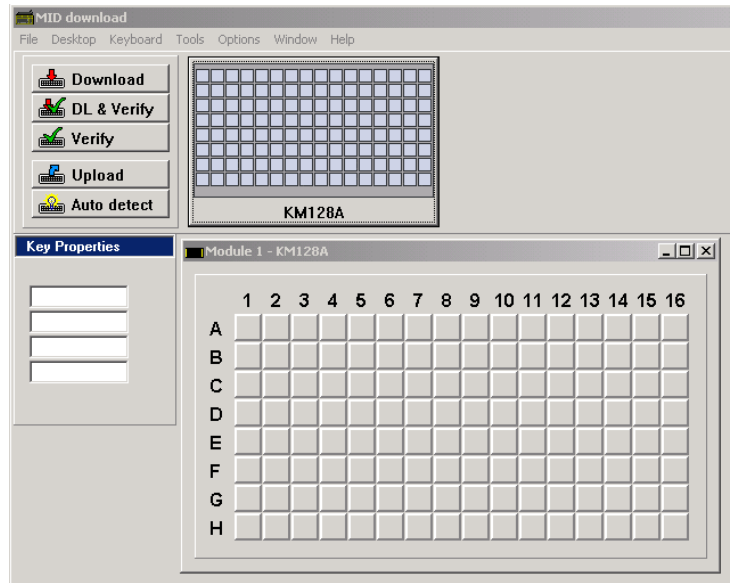 MID download
File Desktop Keyboard Tools Options Window Help
Download
DL & Verify
Verify
Upload
Auto detect
KM128A
Key Properties
Module 1 - KM128A
1 2 3 4 5 6 7 8 9 10 11 12 13 14 15 16
A
B
C
D
E
F
G
H